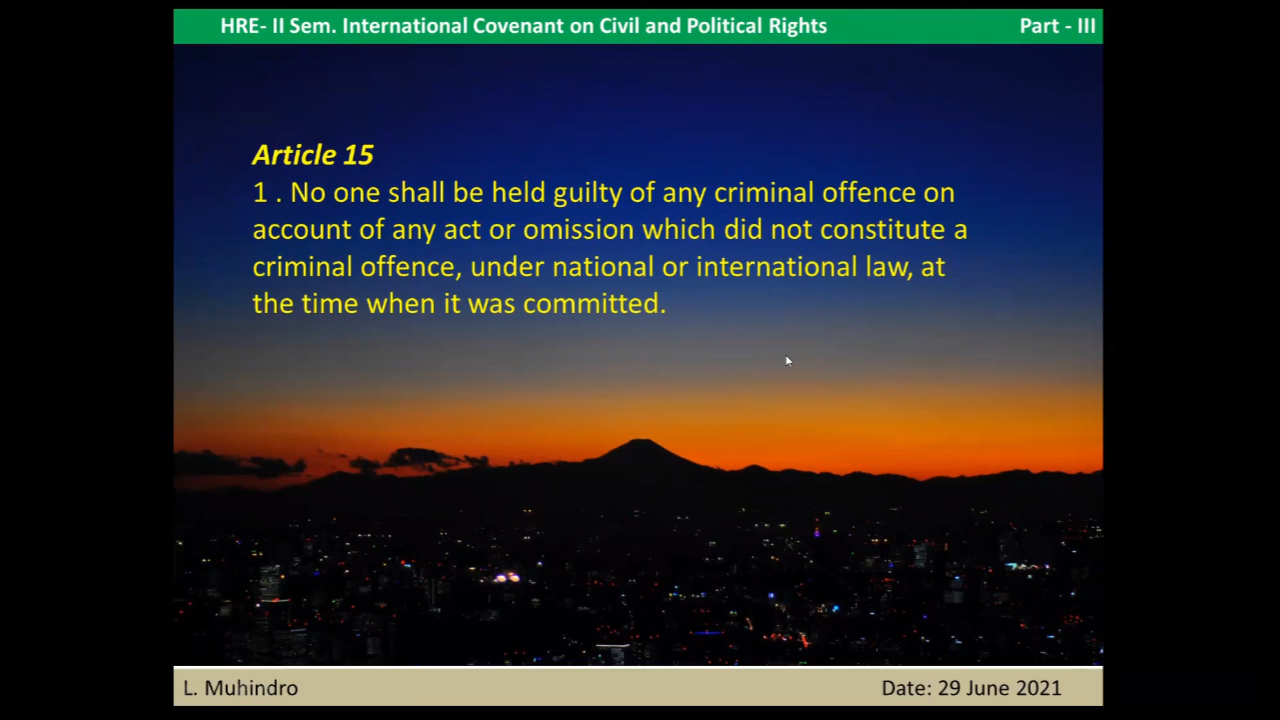 HRE- II Sem. International Covenant on Civil and Political Rights Part - III
Article 15
1 . No one shall be held guilty of any criminal offence on
account of any act or omission which did not constitute a
criminal offence, under national or international law, at
the time when it was committed.
L. Muhindro Date: 29 June 2021